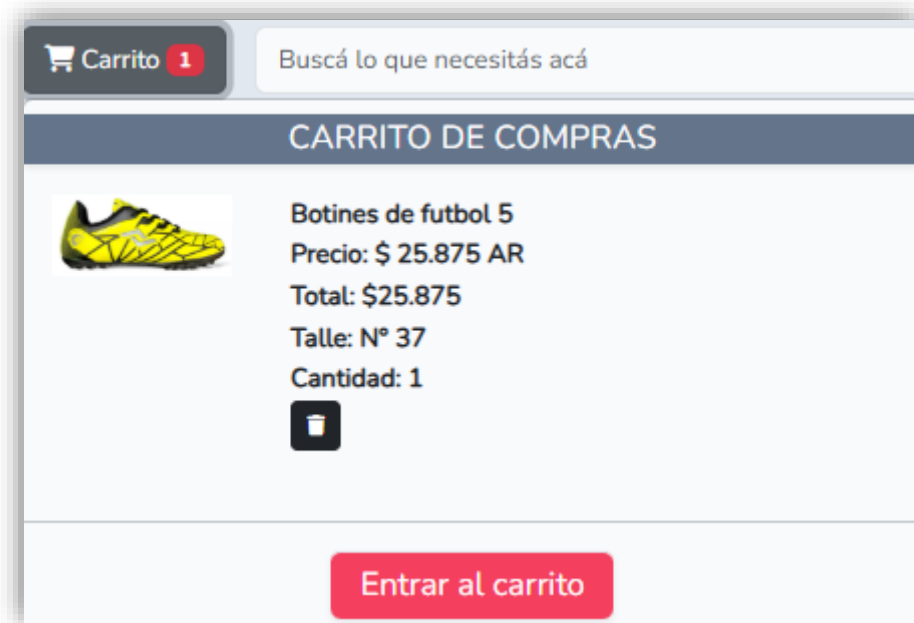 Carrito 1
Buscá lo que necesitás acá
CARRITO DE COMPRAS
Botines de futbol 5
Precio: $ 25.875 AR
Total: $25.875
Talle: N° 37
Cantidad: 1
Entrar al carrito